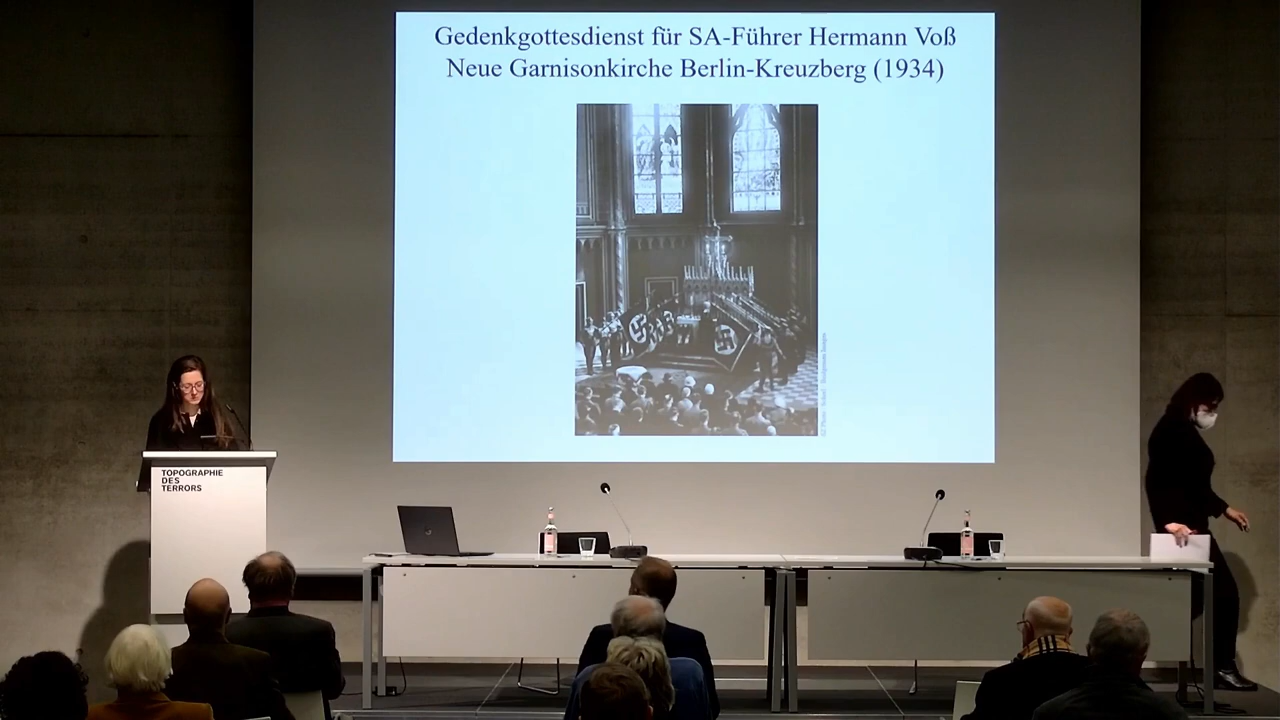 Gedenkgottesdienst für SA-Führer Hermann Voß
Neue Garnisonkirche Berlin-Kreuzberg (1934)
TOPOGRAPHIE
DES
TERRORS